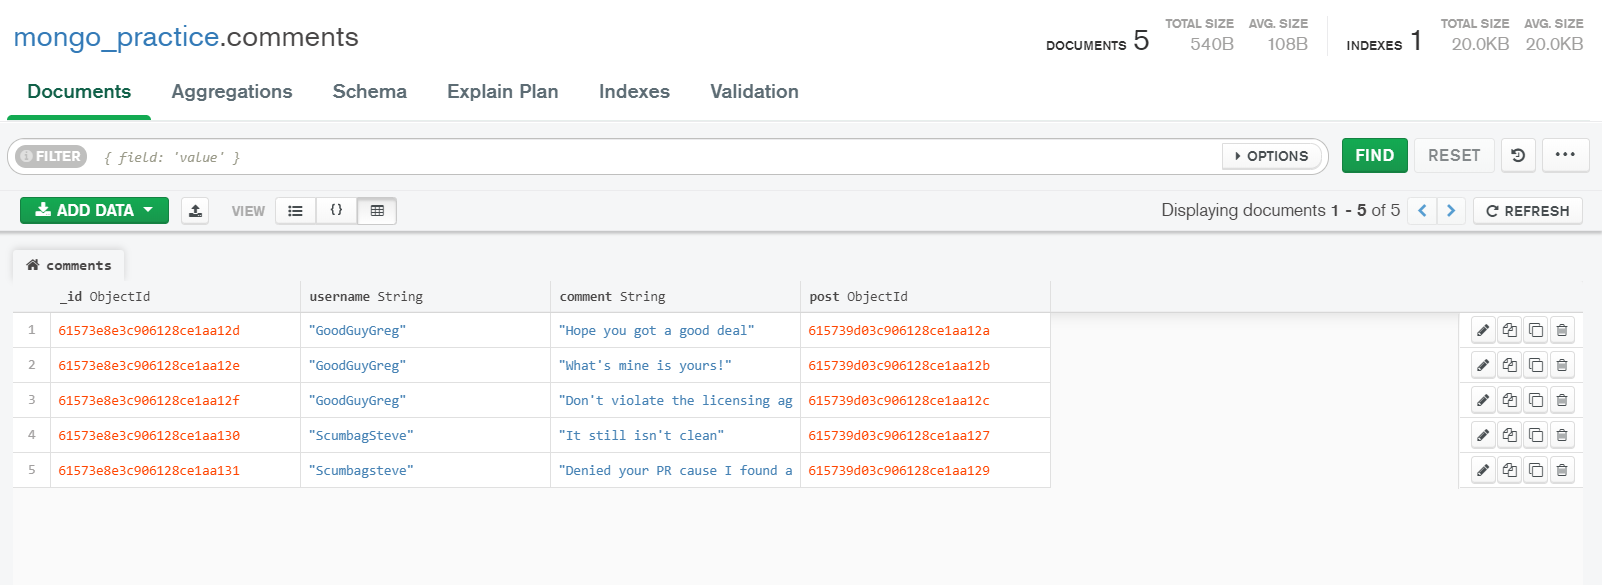 mongo_practice.comments
DOCUMENTS 5 TOTAL SIZE 540B AVG. SIZE 108B INDEXES 1 TOTAL SIZE 20.0KB AVG. SIZE 20.0KB
Documents Aggregations Schema Explain Plan Indexes Validation
FILTER { field: 'value' } OPTIONS FIND RESET ...
ADD DATA VIEW {} Displaying documents 1 - 5 of 5 < > REFRESH
comments
_id ObjectId username String comment String post ObjectId
1 61573e8e3c906128ce1aa12d "GoodGuyGreg" "Hope you got a good deal" 615739d03c906128ce1aa12a
2 61573e8e3c906128ce1aa12e "GoodGuyGreg" "What's mine is yours!" 615739d03c906128ce1aa12b
3 61573e8e3c906128ce1aa12f "GoodGuyGreg" "Don't violate the licensing ag 615739d03c906128ce1aa12c
4 61573e8e3c906128ce1aa130 "ScumbagSteve" "It still isn't clean" 615739d03c906128ce1aa127
5 61573e8e3c906128ce1aa131 "Scumbagsteve" "Denied your PR cause I found a 615739d03c906128ce1aa129